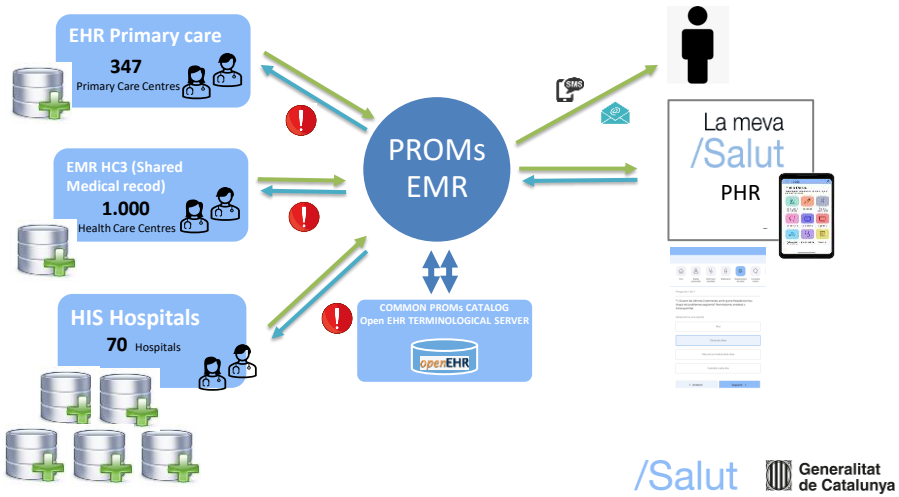 EHR Primary care
347
Primary Care Centres
EMR HC3 (Shared
Medical recod)
1.000
Health Care Centres
HIS Hospitals
70 Hospitals
PROMs
EMR
COMMON PROMs CATALOG
Open EHR TERMINOLOGICAL SERVER
openEHR
SMS
La meva
/Salut
PHR
/Salut
Generalitat
de Catalunya